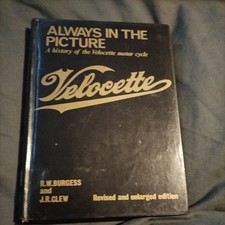 ALWAYS IN THE
PICTURE
A history of the Velocette motor cycle
Velocette
R.W.BURGESS
and
J.R.CLEW
Revised and enlarged edition